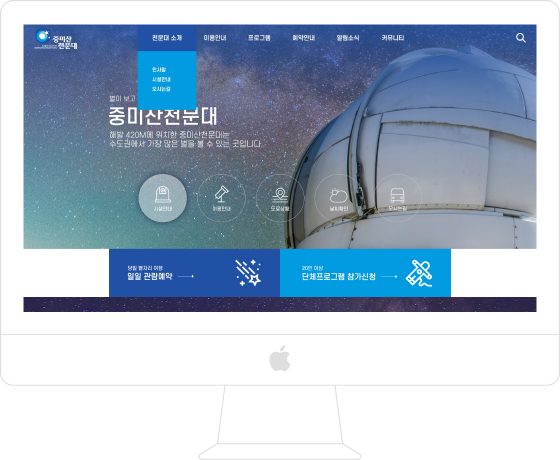 중미산
천문대
천문대 소개 이용안내 프로그램 예약안내 알림소식 커뮤니티
인사말
시설안내
오시는길
별이 보고
중미산천문대
해발 420M에 위치한 중미산천문대는
수도권에서 가장 많은 별을 볼 수 있는 곳입니다.
시설안내 이용안내 도로상황 날씨확인 오시는길
당일 별자리 여행
일일 관람예약
20인 이상
단체프로그램 참가신청